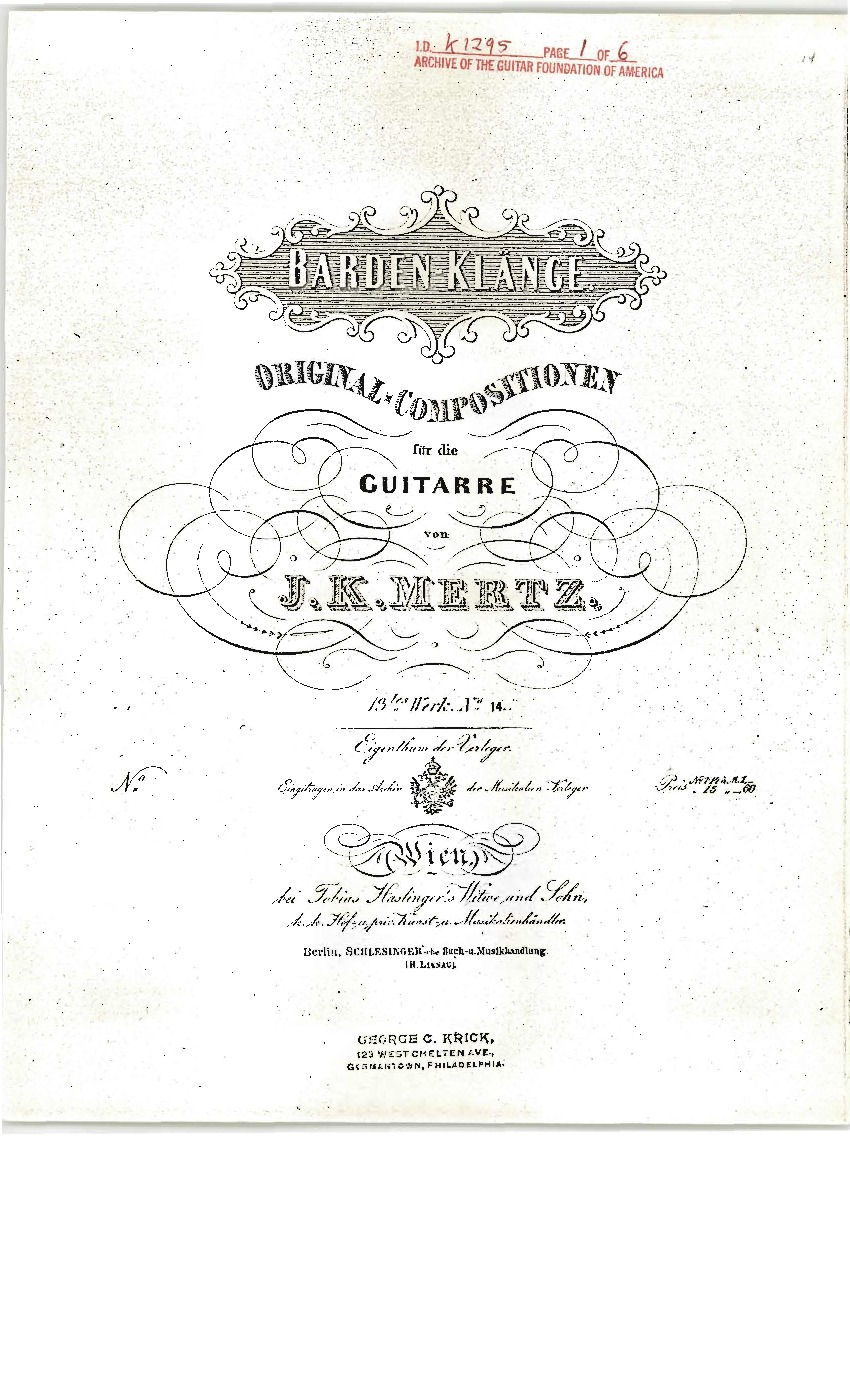 I.D. K1295 PAGE 1 OF 6
ARCHIVE OF THE GUITAR FOUNDATION OF AMERICA
14
BARDEN-KLÄNGE.
ORIGINAL-COMPOSITIONEN
für die
GUITARRE
von
J. K. MERTZ.
13tes Werk. No 14.
Eigenthum der Verleger.
No.
Eingetragen in das Archiv der Musikalien-Verleger
Preis
15 " 60
Wien,
bei Tobias Haslinger's Witwe und Sohn,
k. k. Hof- u. priv. Kunst- u. Musikalienhändler.
Berlin, SCHLESINGER'sche Buch- u. Musikhandlung.
(R. LIENAU).
GEORGE C. KRICK,
123 WEST CHELTEN AVE.,
GERMANTOWN, PHILADELPHIA.